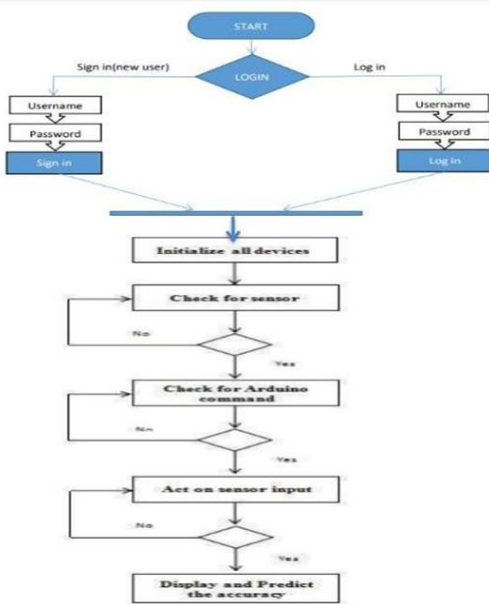 START
Sign in(new user)
LOGIN
Log in
Username
Password
Sign in
Username
Password
Log in
Initialize all devices
Check for sensor
No
Yes
Check for Arduino
command
No
Yes
Act on sensor input
No
Yes
Display and Predict
the accuracy